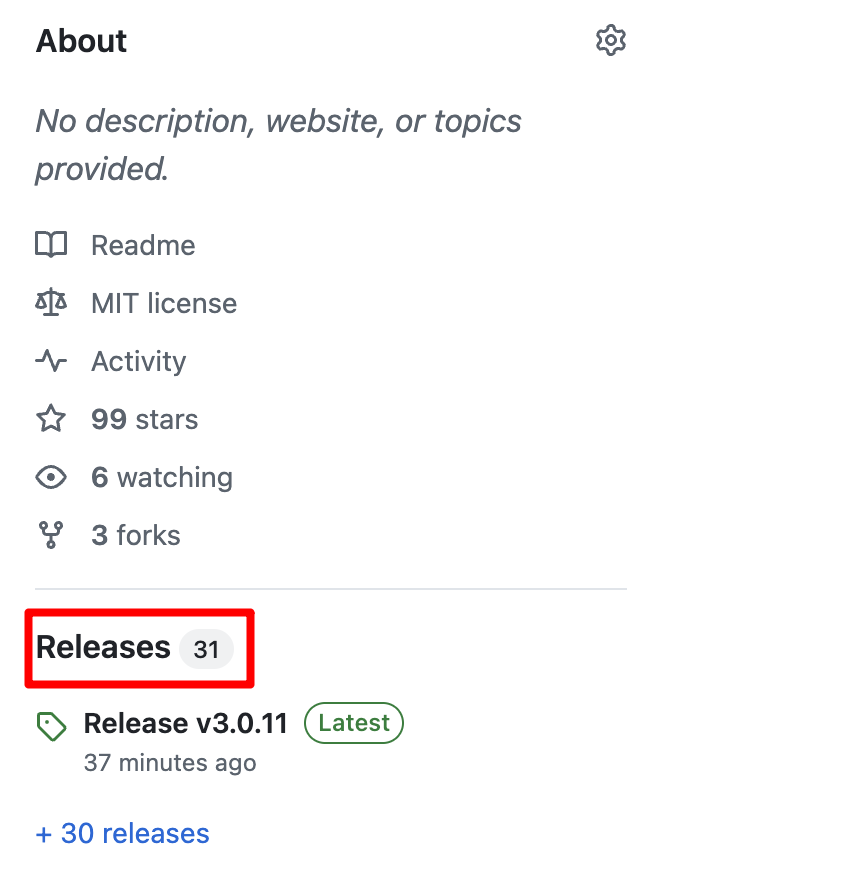 About
No description, website, or topics
provided.
Readme
MIT license
Activity
99 stars
6 watching
3 forks
Releases 31
Release v3.0.11 Latest
37 minutes ago
+ 30 releases